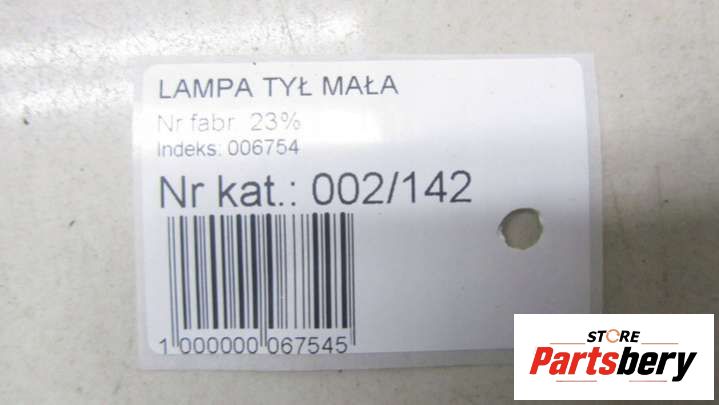 LAMPA TYŁ MAŁA
Nr fabr. 23%
Indeks: 006754
Nr kat.: 002/142
1 000000 067545
STORE
Partsbery